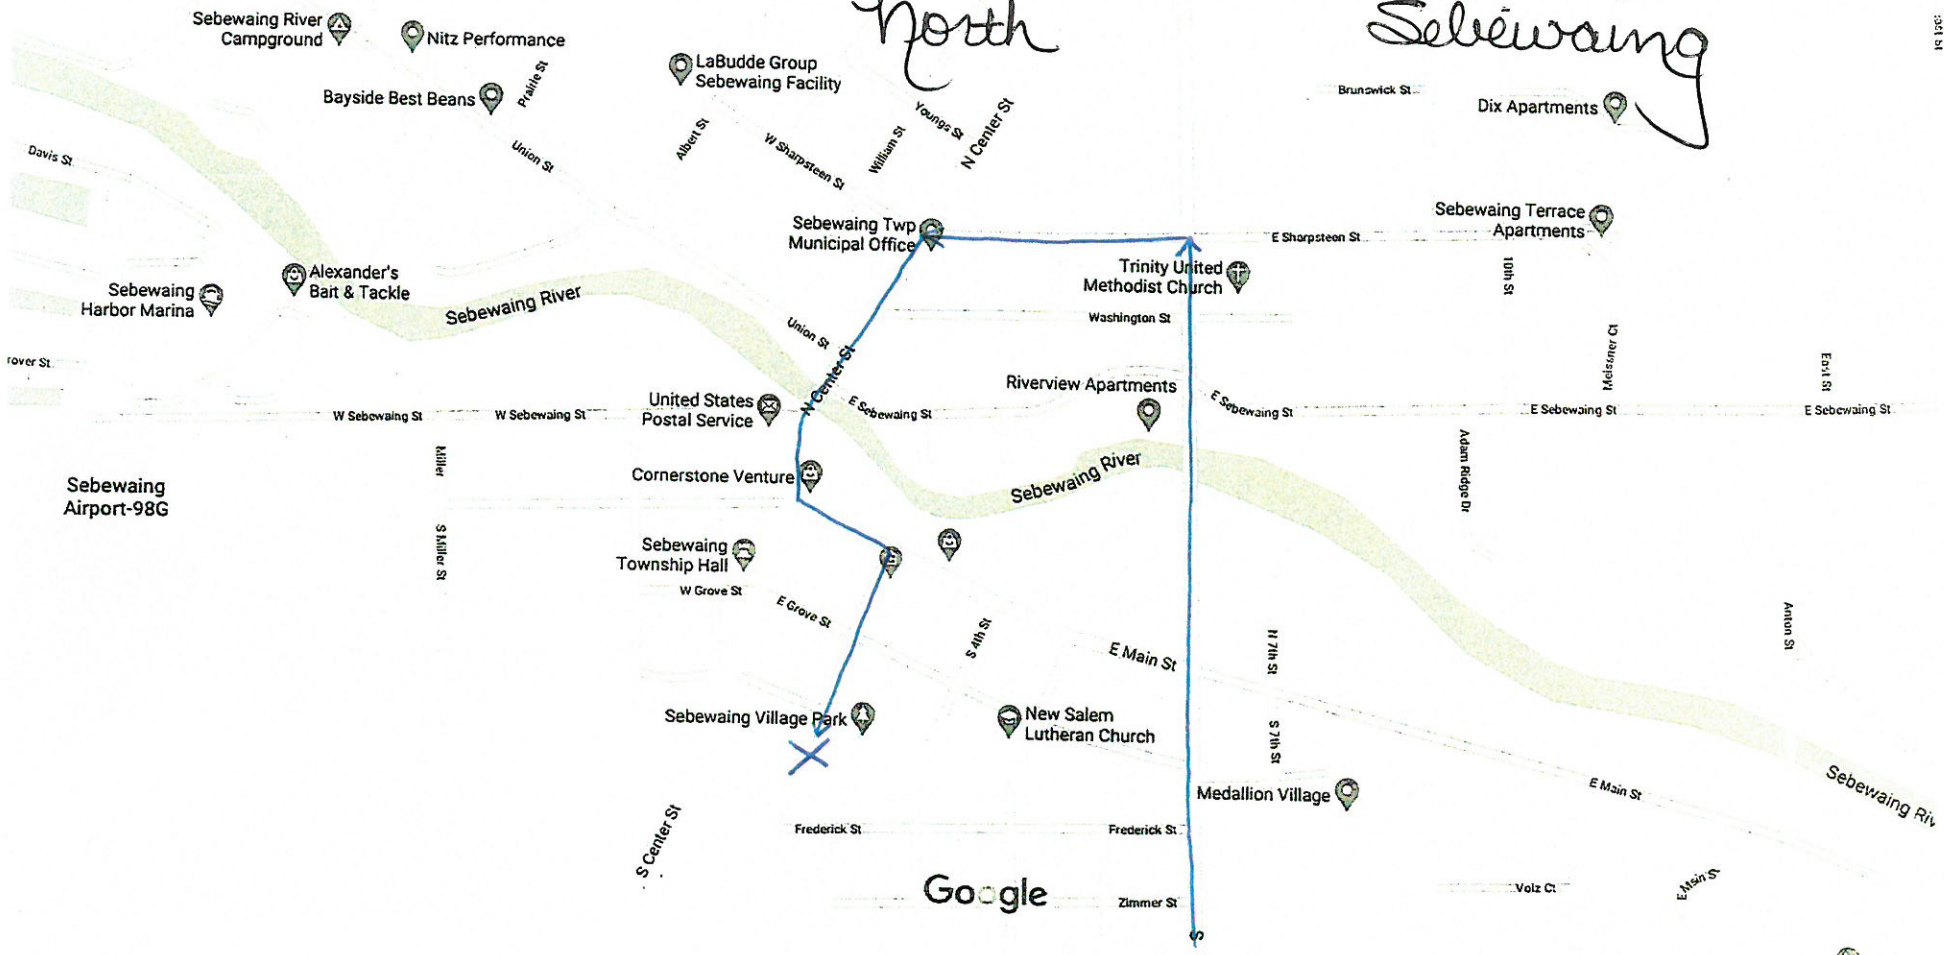 North
Sebewaing
Sebewaing River
Campground
Nitz Performance
LaBudde Group
Sebewaing Facility
Bayside Best Beans
Prairie St
Brunswick St
Dix Apartments
Youngs St
N Center St
Albert St
William St
W Sharpsteen St
Union St
Davis St
Sebewaing Twp
Municipal Office
Sebewaing Terrace
Apartments
E Sharpsteen St
10th St
Trinity United
Methodist Church
Alexander's
Bait & Tackle
Sebewaing
Harbor Marina
Sebewaing River
Washington St
Union St
N Center St
Meissner Ct
East St
rover St
Riverview Apartments
United States
Postal Service
E Sebewaing St
E Sebewaing St
E Sebewaing St
E Sebewaing St
W Sebewaing St
W Sebewaing St
Miller
Adam Ridge Dr
Cornerstone Venture
Sebewaing River
Sebewaing
Airport-98G
S Miller St
Sebewaing
Township Hall
W Grove St
E Grove St
S 4th St
E Main St
N 7th St
Anton St
Sebewaing Village Park
New Salem
Lutheran Church
S 7th St
Medallion Village
E Main St
Sebewaing Riv
S Center St
Frederick St
Frederick St
Google
Zimmer St
Volz Ct
E Main St
S